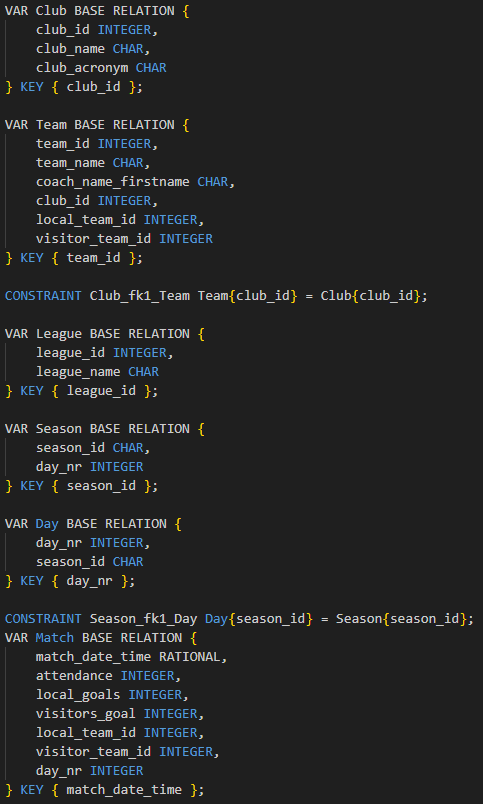 VAR Club BASE RELATION {
    club_id INTEGER,
    club_name CHAR,
    club_acronym CHAR
} KEY { club_id };

VAR Team BASE RELATION {
    team_id INTEGER,
    team_name CHAR,
    coach_name_firstname CHAR,
    club_id INTEGER,
    local_team_id INTEGER,
    visitor_team_id INTEGER
} KEY { team_id };

CONSTRAINT Club_fk1_Team Team{club_id} = Club{club_id};

VAR League BASE RELATION {
    league_id INTEGER,
    league_name CHAR
} KEY { league_id };

VAR Season BASE RELATION {
    season_id CHAR,
    day_nr INTEGER
} KEY { season_id };

VAR Day BASE RELATION {
    day_nr INTEGER,
    season_id CHAR
} KEY { day_nr };

CONSTRAINT Season_fk1_Day Day{season_id} = Season{season_id};
VAR Match BASE RELATION {
    match_date_time RATIONAL,
    attendance INTEGER,
    local_goals INTEGER,
    visitors_goal INTEGER,
    local_team_id INTEGER,
    visitor_team_id INTEGER,
    day_nr INTEGER
} KEY { match_date_time };